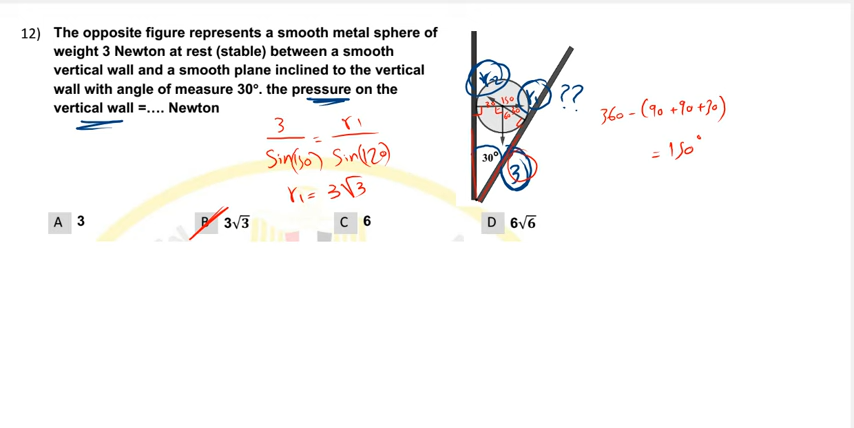 12) The opposite figure represents a smooth metal sphere of
weight 3 Newton at rest (stable) between a smooth
vertical wall and a smooth plane inclined to the vertical
wall with angle of measure 30°. the pressure on the
vertical wall =.... Newton
3/Sin(150) = r₁/Sin(120)
r₁ = 3√3
r₂
r₁
??
150
30°
3
360 - (90 + 90 + 30)
= 150°
A 3
B 3√3
C 6
D 6√6